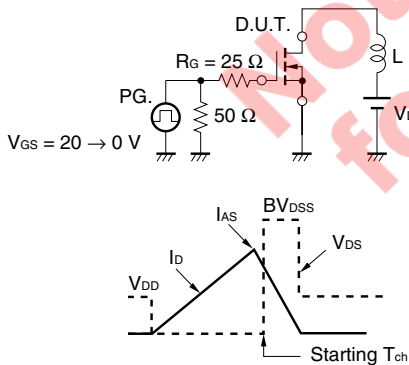 D.U.T.
RG = 25 Ω
L
PG.
50 Ω
VGS = 20 → 0 V
BVDSS
IAS
ID
VDS
VDD
Starting Tch